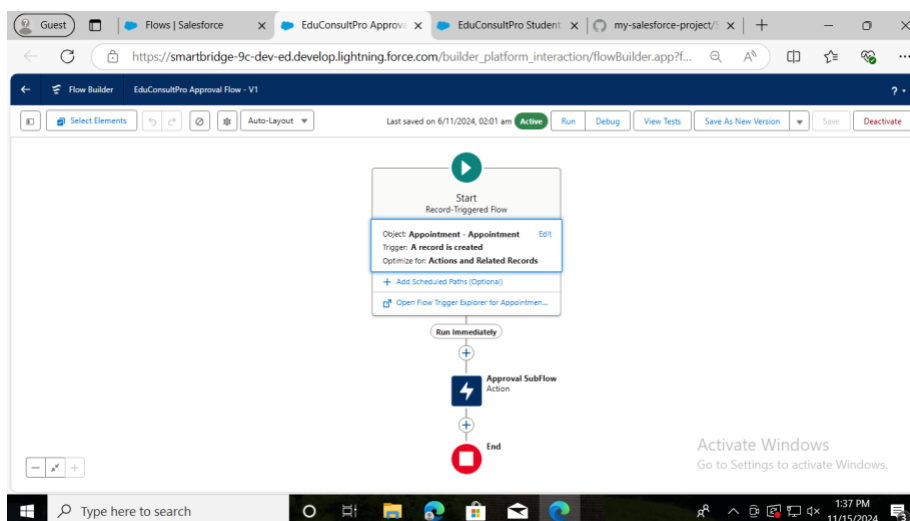 Guest
Flows | Salesforce
EduConsultPro Approv
EduConsultPro Student
my-salesforce-project/S
https://smartbridge-9c-dev-ed.develop.lightning.force.com/builder_platform_interaction/flowBuilder.app?f...
Flow Builder EduConsultPro Approval Flow - V1 ?
Select Elements Auto-Layout Last saved on 6/11/2024, 02:01 am Active Run Debug View Tests Save As New Version Save Deactivate
Start
Record-Triggered Flow
Object: Appointment - Appointment Edit
Trigger: A record is created
Optimize for: Actions and Related Records
Add Scheduled Paths (Optional)
Open Flow Trigger Explorer for Appointmen...
Run Immediately
Approval SubFlow
Action
End
Activate Windows
Go to Settings to activate Windows.
Type here to search
1:37 PM
11/15/2024
3